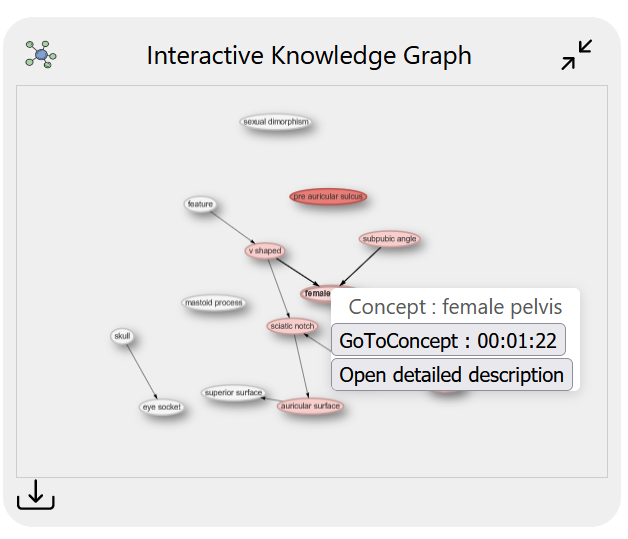 Interactive Knowledge Graph
sexual dimorphism
pre auricular sulcus
feature
subpubic angle
v shaped
female
Concept : female pelvis
mastoid process
sciatic notch
GoToConcept : 00:01:22
skull
Open detailed description
superior surface
eye socket
auricular surface